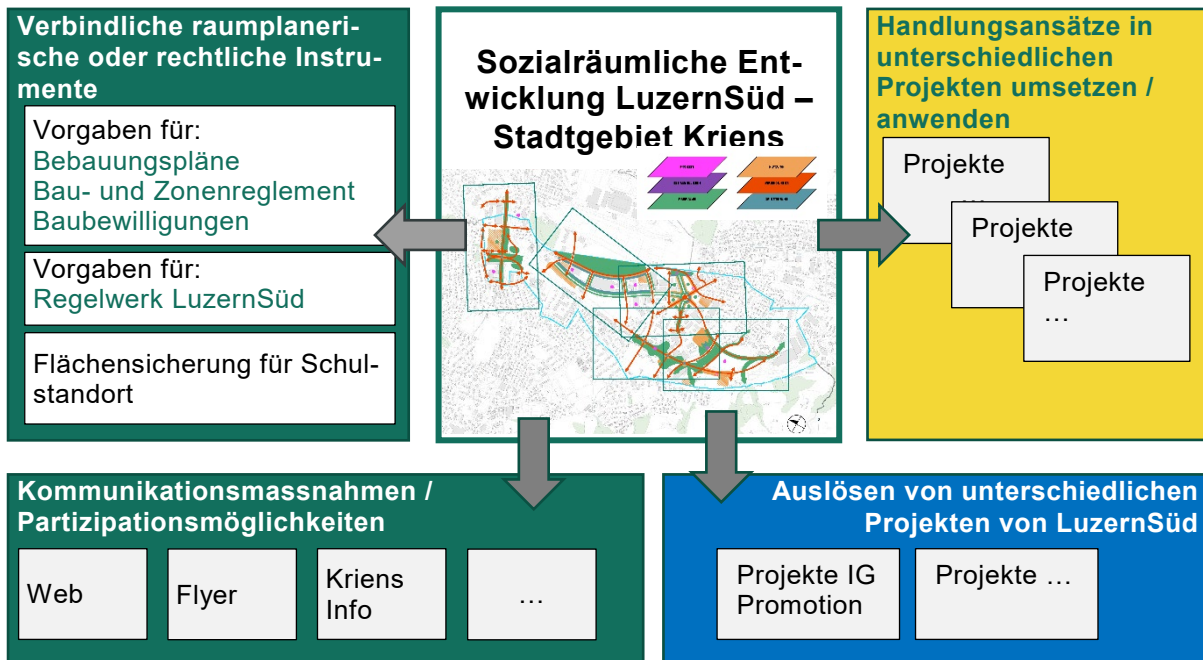 Verbindliche raumplaneri-
sche oder rechtliche Instru-
mente
Vorgaben für:
Bebauungspläne
Bau- und Zonenreglement
Baubewilligungen
Vorgaben für:
Regelwerk LuzernSüd
Flächensicherung für Schul-
standort
Sozialräumliche Ent-
wicklung LuzernSüd –
Stadtgebiet Kriens
Handlungsansätze in
unterschiedlichen
Projekten umsetzen /
anwenden
Projekte
…
Projekte
Projekte
…
Kommunikationsmassnahmen /
Partizipationsmöglichkeiten
Web
Flyer
Kriens
Info
…
Auslösen von unterschiedlichen
Projekten von LuzernSüd
Projekte IG
Promotion
Projekte …